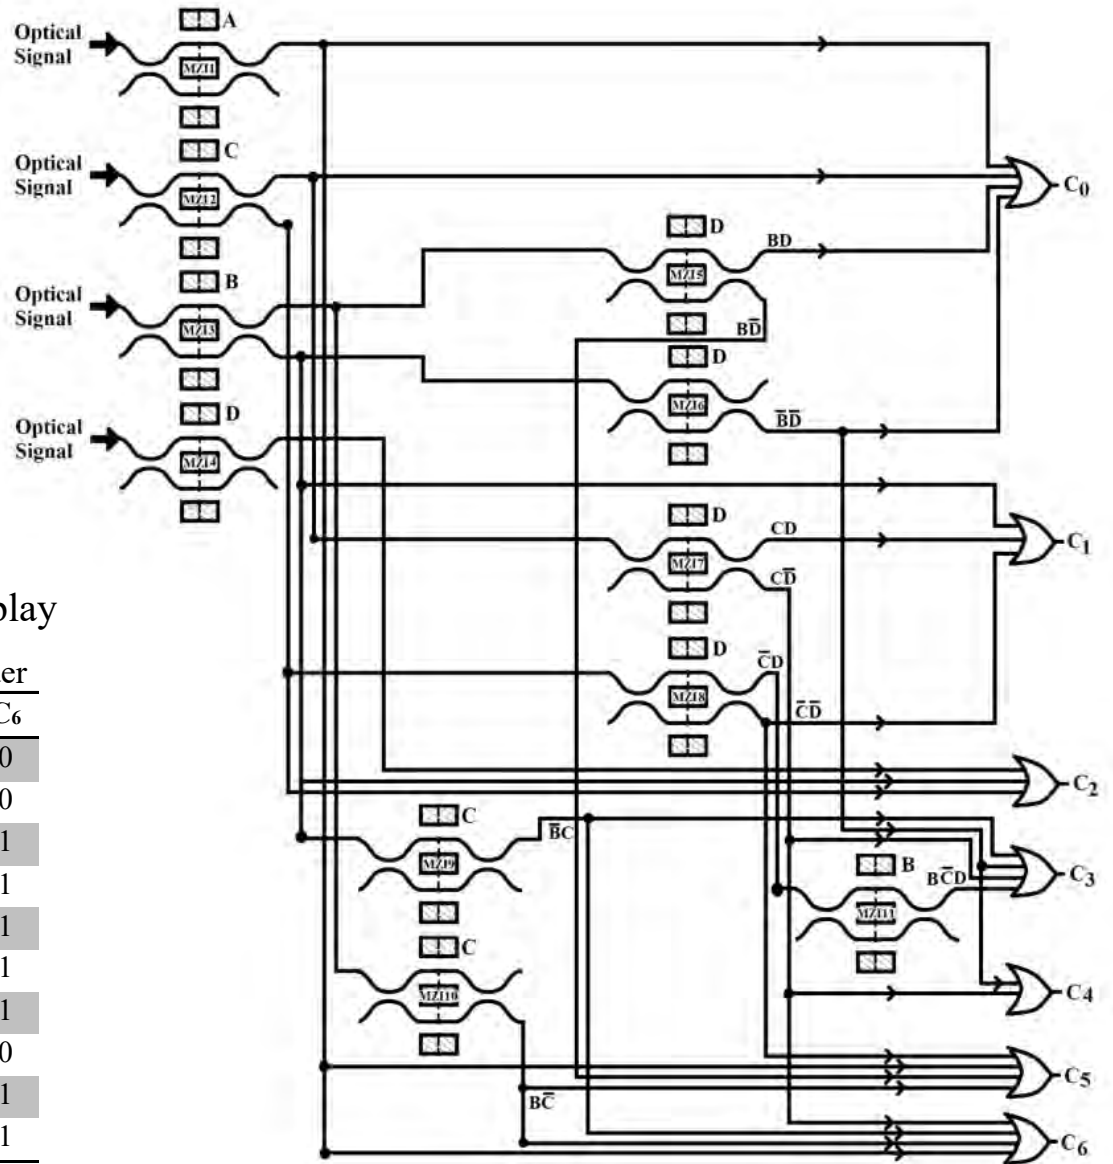 A
Optical
Signal
MZI1
C
Optical
Signal
MZI2
C0
D
BD
B
Optical
Signal
MZI3
MZI5
BD̅
D
D
Optical
Signal
MZI4
MZI6
B̅D̅
D
CD
C1
MZI7
CD̅
play
D
C̅D
er
C6
MZI8
C̅D̅
0
0
1
1
1
1
1
0
1
1
C2
C
B̅C
MZI9
B
BC̅D
C3
MZI11
C
MZI10
C4
C5
BC̅
C6